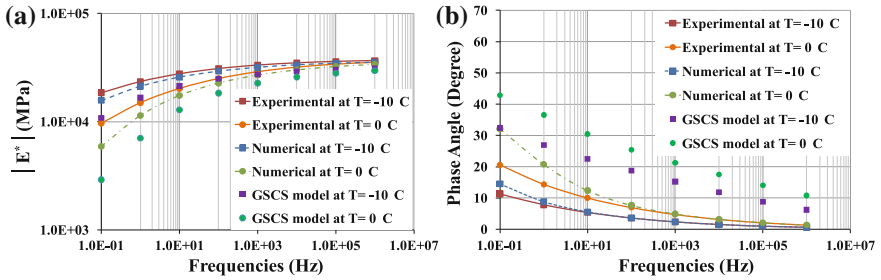 (a)
1.0E+05
1.0E+04
1.0E+03
|E*| (MPa)
Experimental at T= -10 C
Experimental at T= 0 C
Numerical at T= -10 C
Numerical at T= 0 C
GSCS model at T= -10 C
GSCS model at T= 0 C
1.0E-01 1.0E+01 1.0E+03 1.0E+05 1.0E+07
Frequencies (Hz)
(b)
70
60
50
40
30
20
10
0
Phase Angle (Degree)
Experimental at T= -10 C
Experimental at T= 0 C
Numerical at T= -10 C
Numerical at T= 0 C
GSCS model at T= -10 C
GSCS model at T= 0 C
1.0E-01 1.0E+01 1.0E+03 1.0E+05 1.0E+07
Frequencies (Hz)